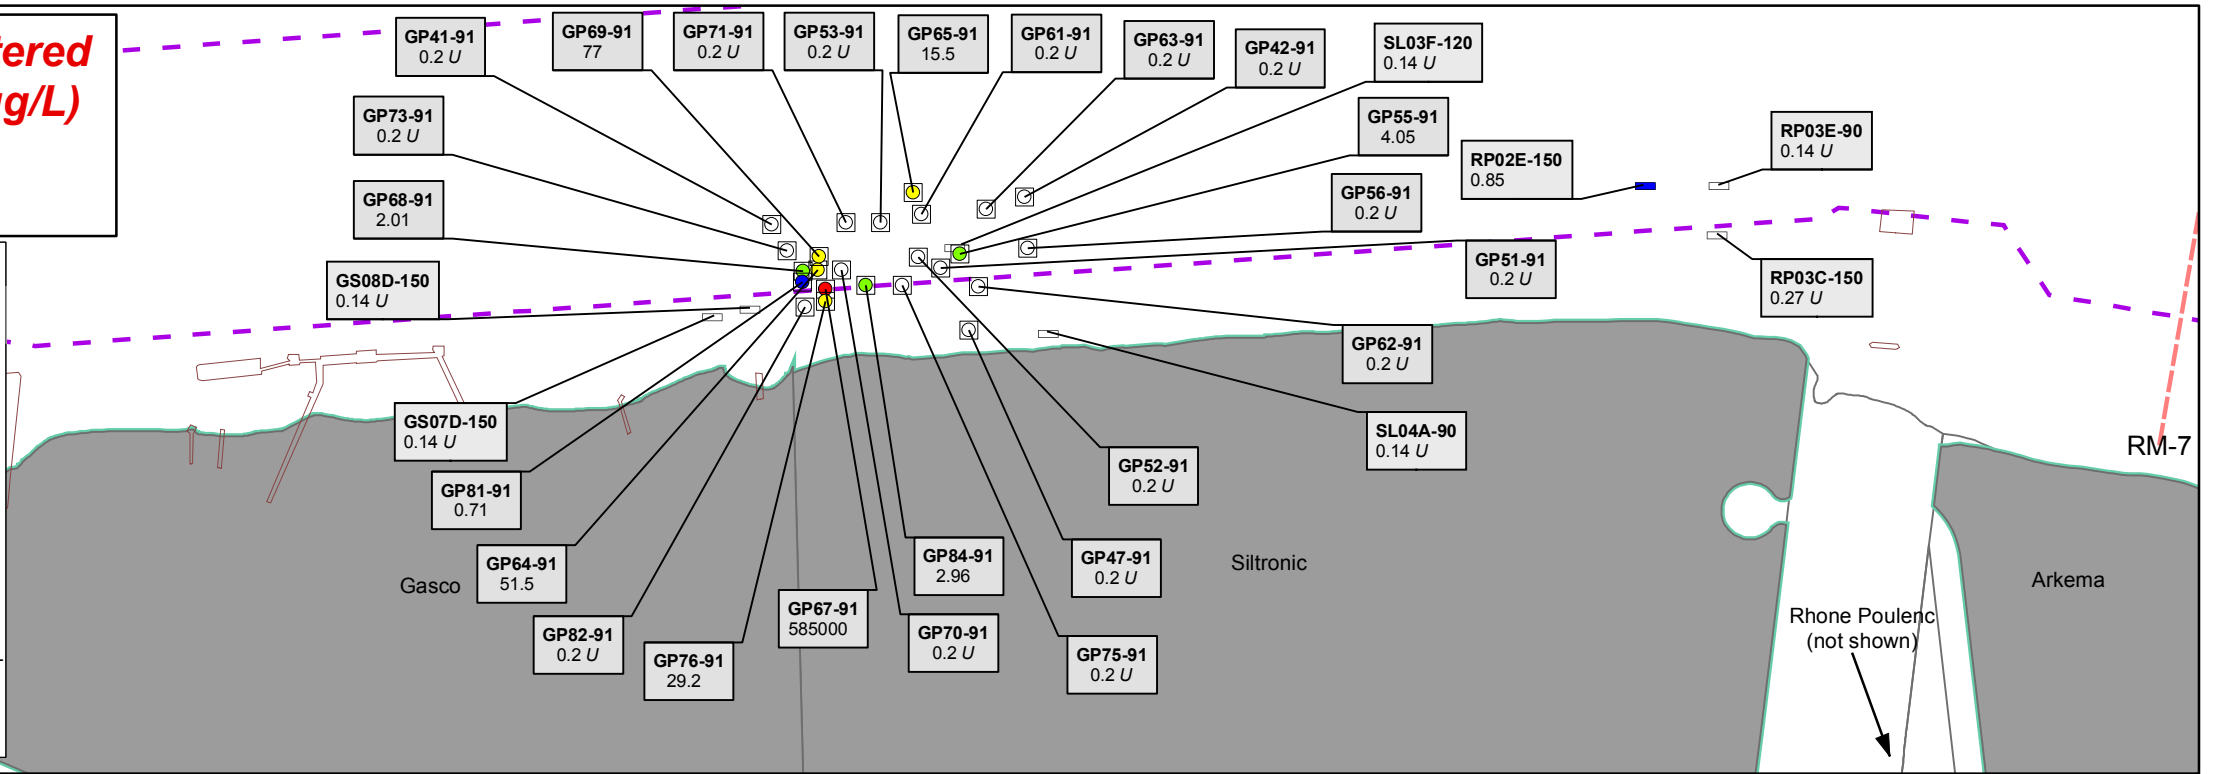 GP41-91
0.2 U
GP69-91
77
GP71-91
0.2 U
GP53-91
0.2 U
GP65-91
15.5
GP61-91
0.2 U
GP63-91
0.2 U
GP42-91
0.2 U
SL03F-120
0.14 U
GP73-91
0.2 U
GP55-91
4.05
RP02E-150
0.85
RP03E-90
0.14 U
GP68-91
2.01
GP56-91
0.2 U
GS08D-150
0.14 U
GP51-91
0.2 U
RP03C-150
0.27 U
GP62-91
0.2 U
GS07D-150
0.14 U
SL04A-90
0.14 U
RM-7
GP52-91
0.2 U
GP81-91
0.71
GP64-91
51.5
GP84-91
2.96
GP47-91
0.2 U
Gasco
Siltronic
Arkema
GP82-91
0.2 U
GP76-91
29.2
GP67-91
585000
GP70-91
0.2 U
GP75-91
0.2 U
Rhone Poulenc
(not shown)